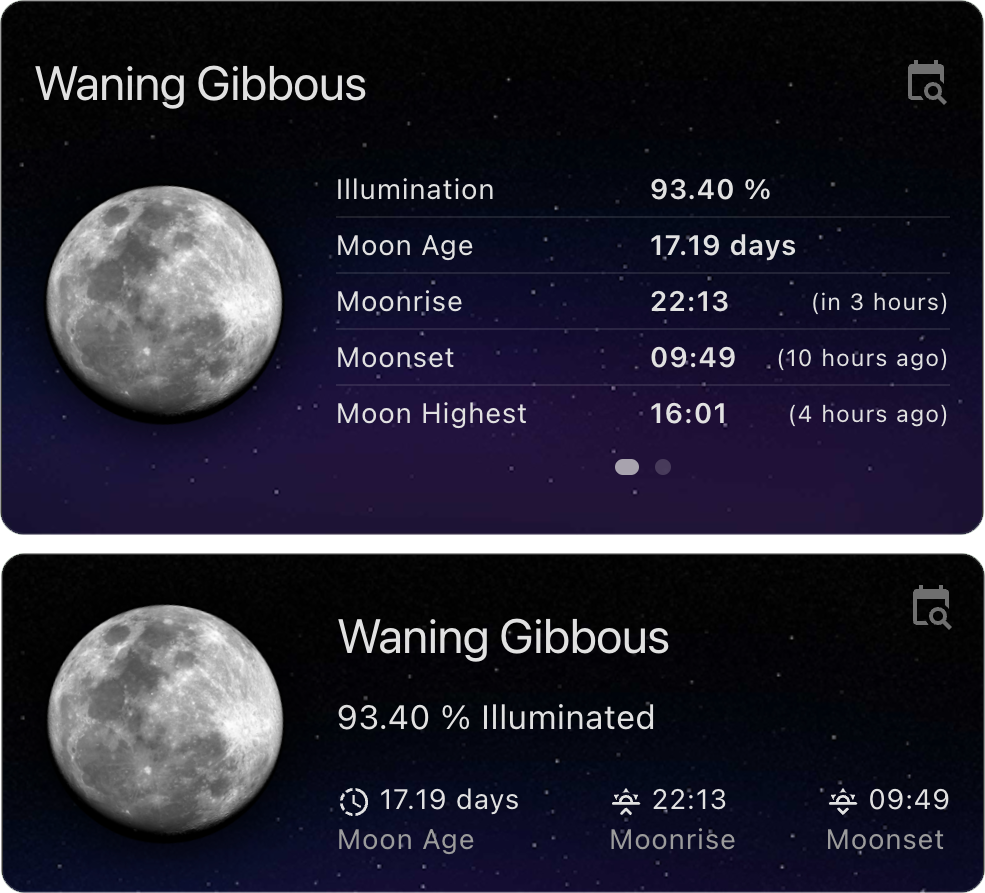 Waning Gibbous
Illumination 93.40 %
Moon Age 17.19 days
Moonrise 22:13 (in 3 hours)
Moonset 09:49 (10 hours ago)
Moon Highest 16:01 (4 hours ago)
Waning Gibbous
93.40 % Illuminated
17.19 days 22:13 09:49
Moon Age Moonrise Moonset